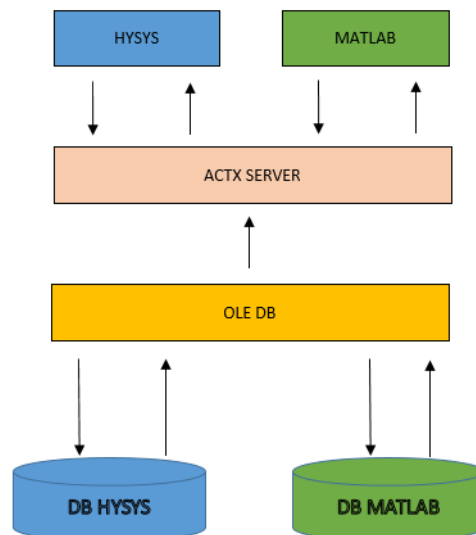 HYSYS
MATLAB
ACTX SERVER
OLE DB
DB HYSYS
DB MATLAB